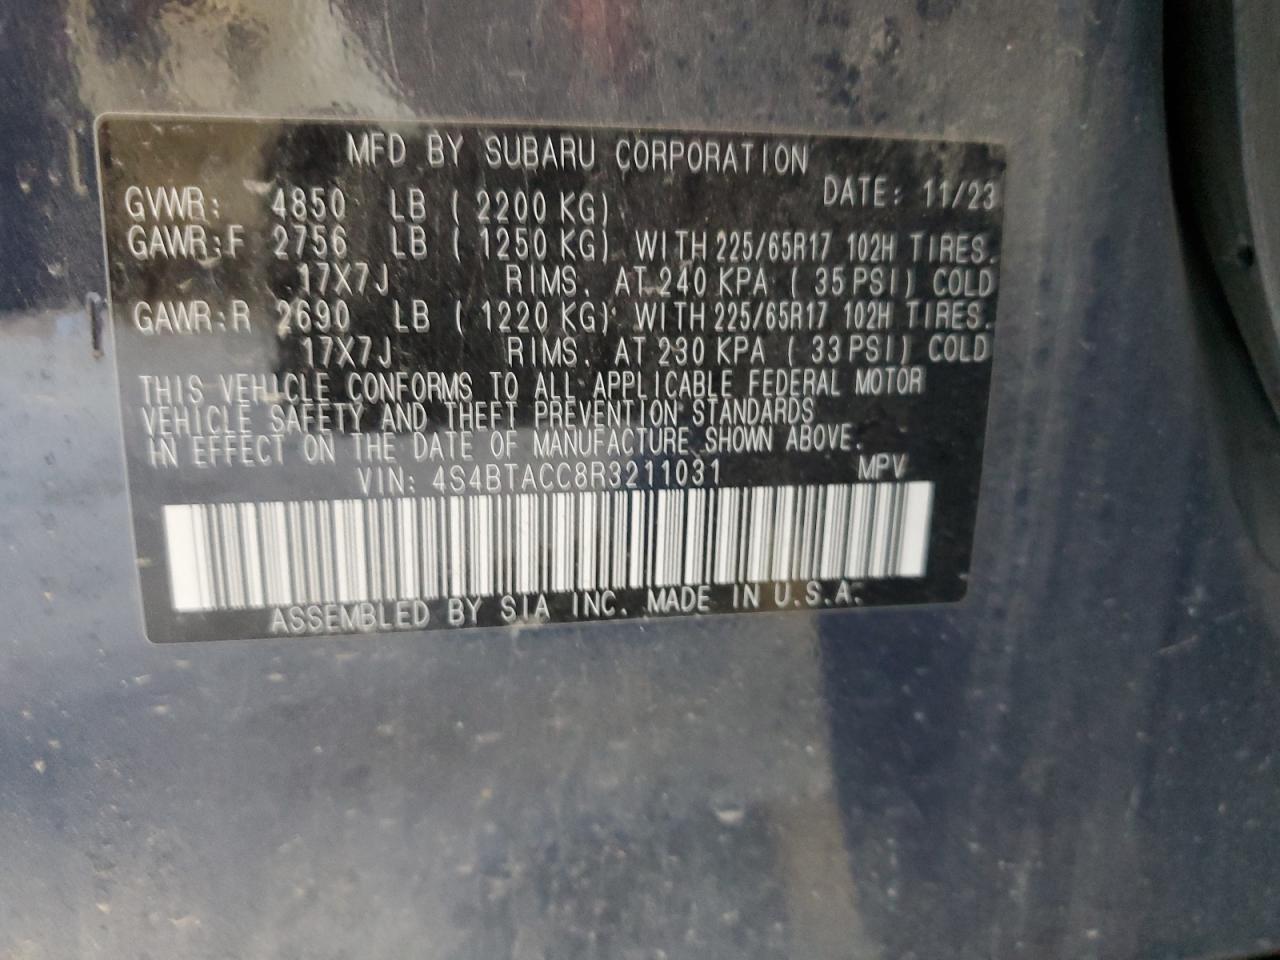 MFD BY SUBARU CORPORATION
DATE: 11/23
GVWR: 4850 LB ( 2200 KG)
GAWR:F 2756 LB ( 1250 KG) WITH 225/65R17 102H TIRES.
17X7J RIMS. AT 240 KPA ( 35 PSI) COLD
GAWR:R 2690 LB ( 1220 KG) WITH 225/65R17 102H TIRES.
17X7J RIMS. AT 230 KPA ( 33 PSI) COLD
THIS VEHICLE CONFORMS TO ALL APPLICABLE FEDERAL MOTOR
VEHICLE SAFETY AND THEFT PREVENTION STANDARDS
IN EFFECT ON THE DATE OF MANUFACTURE SHOWN ABOVE.
VIN: 4S4BTACC8R3211031 MPV
ASSEMBLED BY SIA INC. MADE IN U.S.A.